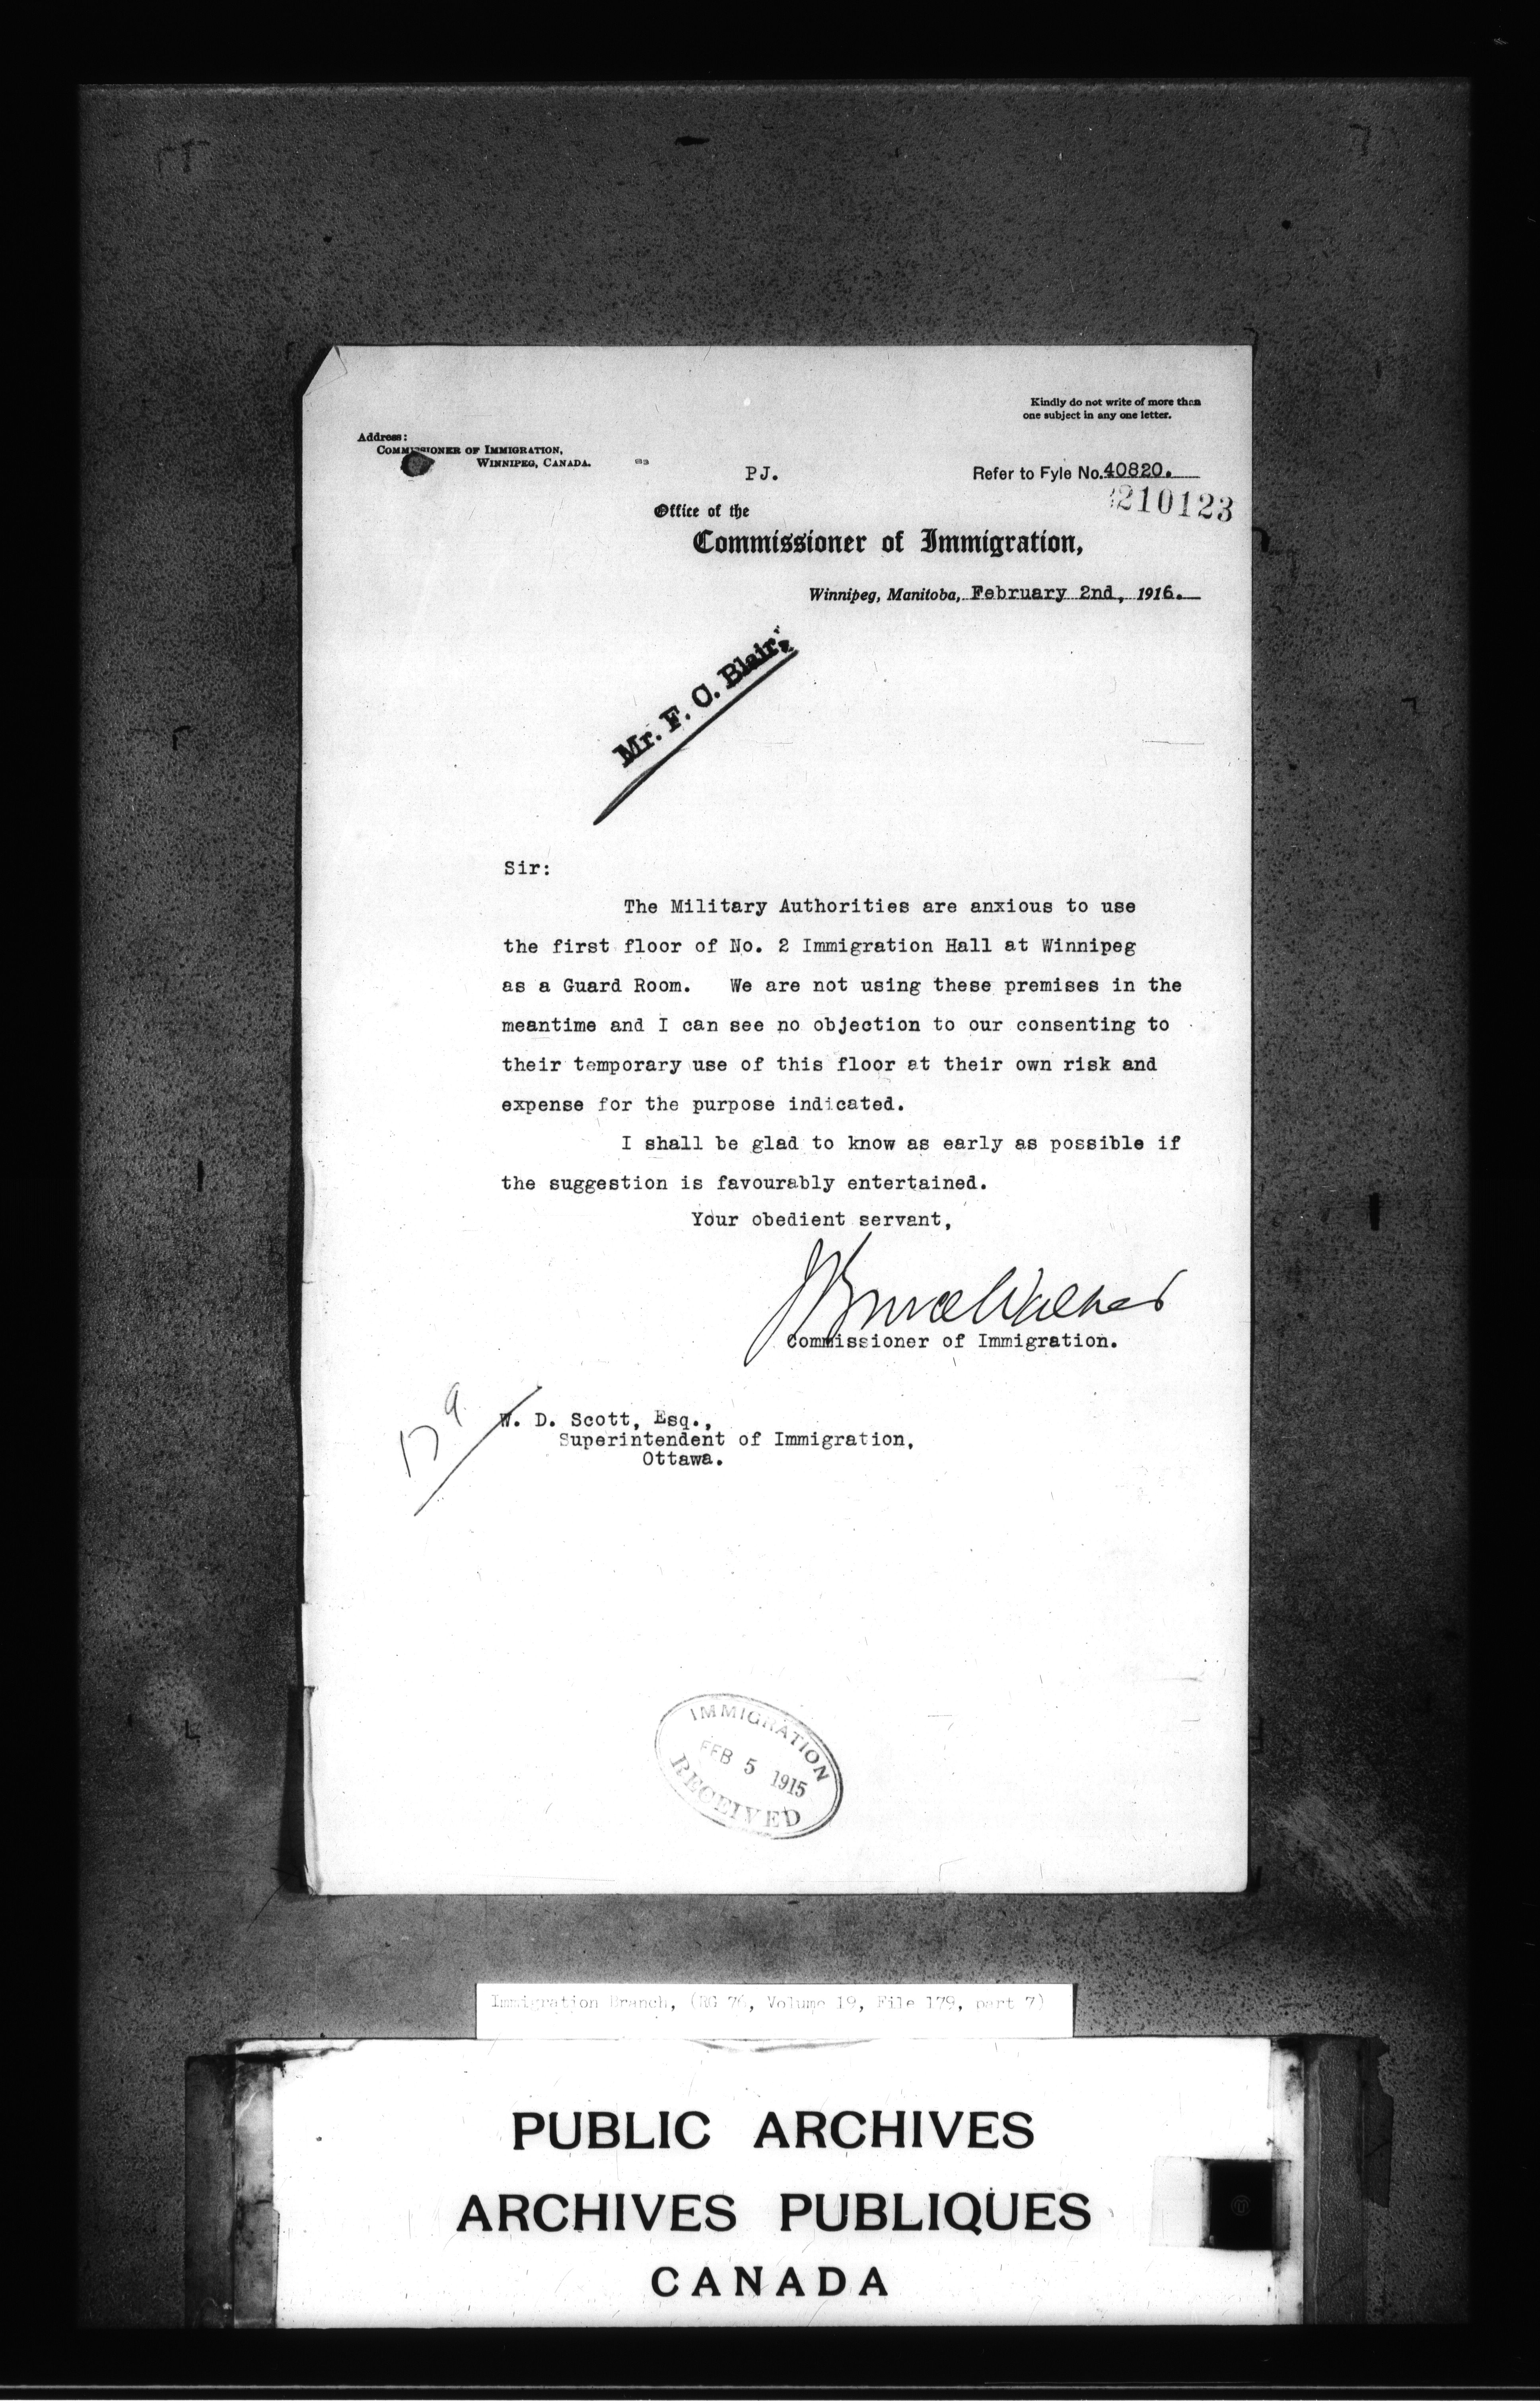 Kindly do not write of more than
one subject in any one letter.
Address:
COMMISSIONER OF IMMIGRATION,
WINNIPEG, CANADA.
PJ.
Refer to Fyle No. 40820.
210123
Office of the
Commissioner of Immigration,
Winnipeg, Manitoba, February 2nd, 1916.
Mr. F. C. Blair,
Sir:
The Military Authorities are anxious to use
the first floor of No. 2 Immigration Hall at Winnipeg
as a Guard Room. We are not using these premises in the
meantime and I can see no objection to our consenting to
their temporary use of this floor at their own risk and
expense for the purpose indicated.
I shall be glad to know as early as possible if
the suggestion is favourably entertained.
Your obedient servant,
J Bruce Walker
Commissioner of Immigration.
W. D. Scott, Esq.,
Superintendent of Immigration,
Ottawa.
IMMIGRATION
FEB 5 1915
RECEIVED
Immigration Branch, (RG 76, Volume 19, File 179, part 7)
PUBLIC ARCHIVES
ARCHIVES PUBLIQUES
CANADA